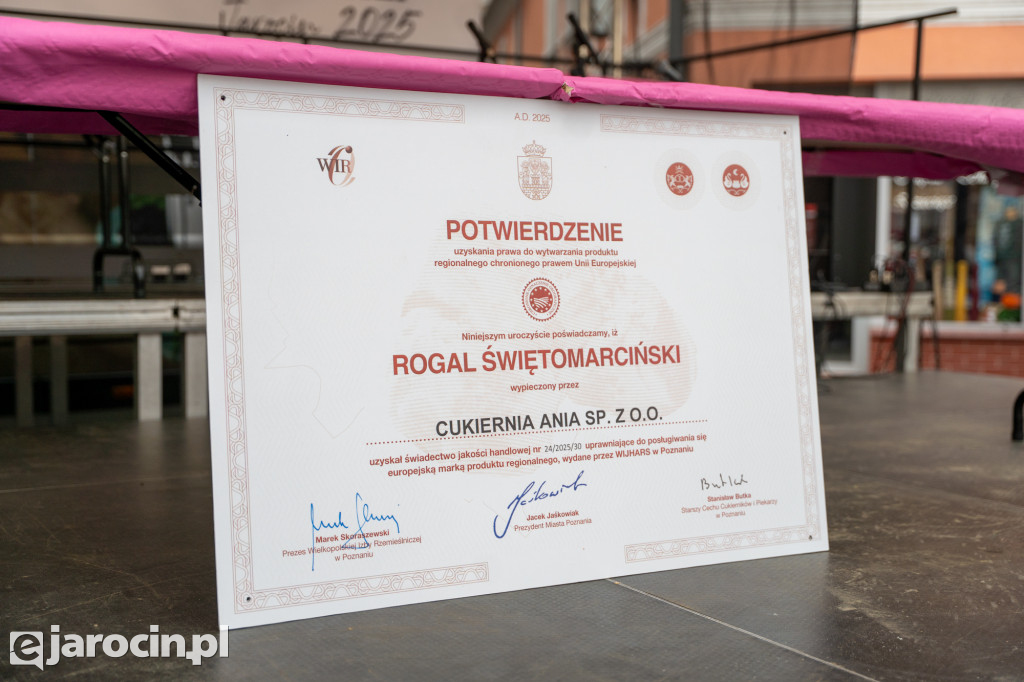 Jarocin 2025
A.D. 2025
WIR
POTWIERDZENIE
uzyskania prawa do wytwarzania produktu
regionalnego chronionego prawem Unii Europejskiej
Niniejszym uroczyście poświadczamy, iż
ROGAL ŚWIĘTOMARCIŃSKI
wypieczony przez
CUKIERNIA ANIA SP. Z O.O.
uzyskał świadectwo jakości handlowej nr 24/2025/30 uprawniające do posługiwania się
europejską marką produktu regionalnego, wydane przez WIJHARS w Poznaniu
Marek Skoraszewski
Prezes Wielkopolskiej Izby Rzemieślniczej
w Poznaniu
Jaśkowiak
Jacek Jaśkowiak
Prezydent Miasta Poznania
Butka
Stanisław Butka
Starszy Cechu Cukierników i Piekarzy
w Poznaniu
ejarocin.pl